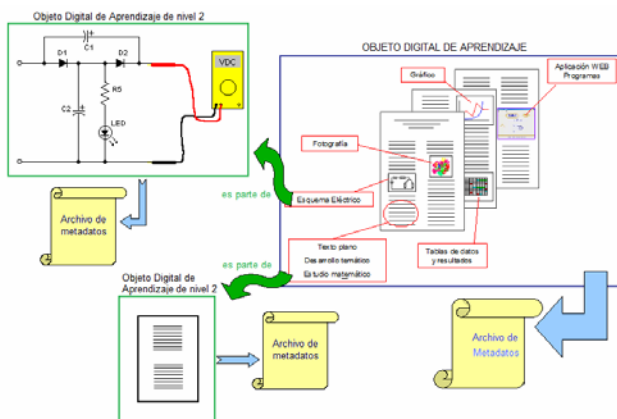 Objeto Digital de Aprendizaje de nivel 2
C1
D1
D2
VDC
C2
R5
LED
Archivo de
metadatos
es parte de
OBJETO DIGITAL DE APRENDIZAJE
Gráfico
Aplicación WEB
Programas
Fotografía
Esquema Eléctrico
Texto plano
Desarrollo temático
Estudio matemático
Tablas de datos
y resultados
es parte de
Objeto Digital de
Aprendizaje de nivel 2
Archivo de
metadatos
Archivo de
Metadatos